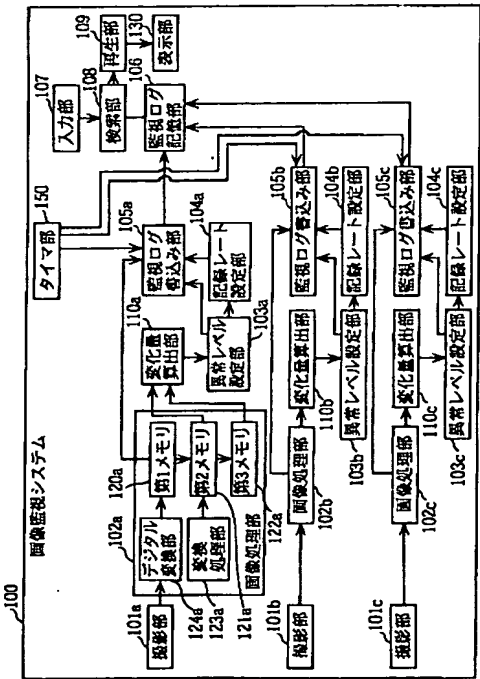 100
画像監視システム
タイマ部
150
入力部
107
検索部
108
再生部
109
表示部
130
監視ログ
記憶部
106
監視ログ
書込み部
105a
変化量
算出部
110a
記録レート
設定部
104a
異常レベル
設定部
103a
102a
120a
第1メモリ
第2メモリ
第3メモリ
122a
デジタル
変換部
変換
処理部
画像処理部
124a
123a
121a
撮影部
101a
撮影部
101b
画像処理部
102b
変化量算出部
110b
異常レベル設定部
103b
監視ログ書込み部
105b
記録レート設定部
104b
103a
撮影部
101c
画像処理部
102c
変化量算出部
110c
異常レベル設定部
103c
監視ログ書込み部
105c
記録レート設定部
104c